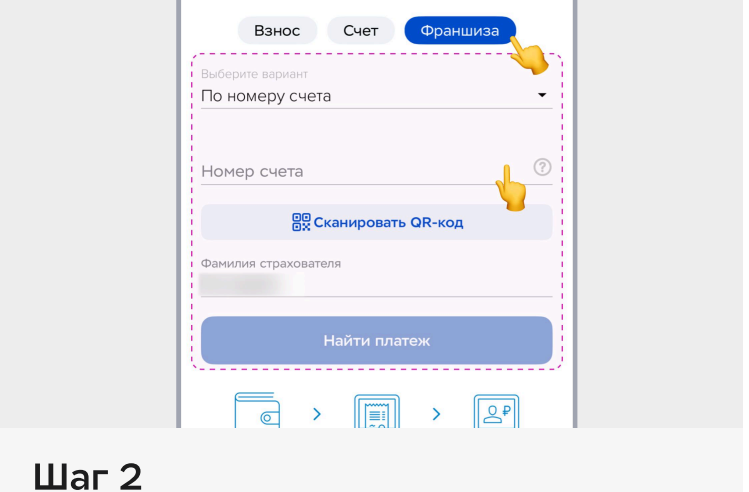 Взнос Счет Франшиза
Выберите вариант
По номеру счета
Номер счета ?
Сканировать QR-код
Фамилия страхователя
Найти платеж
₽
Шаг 2